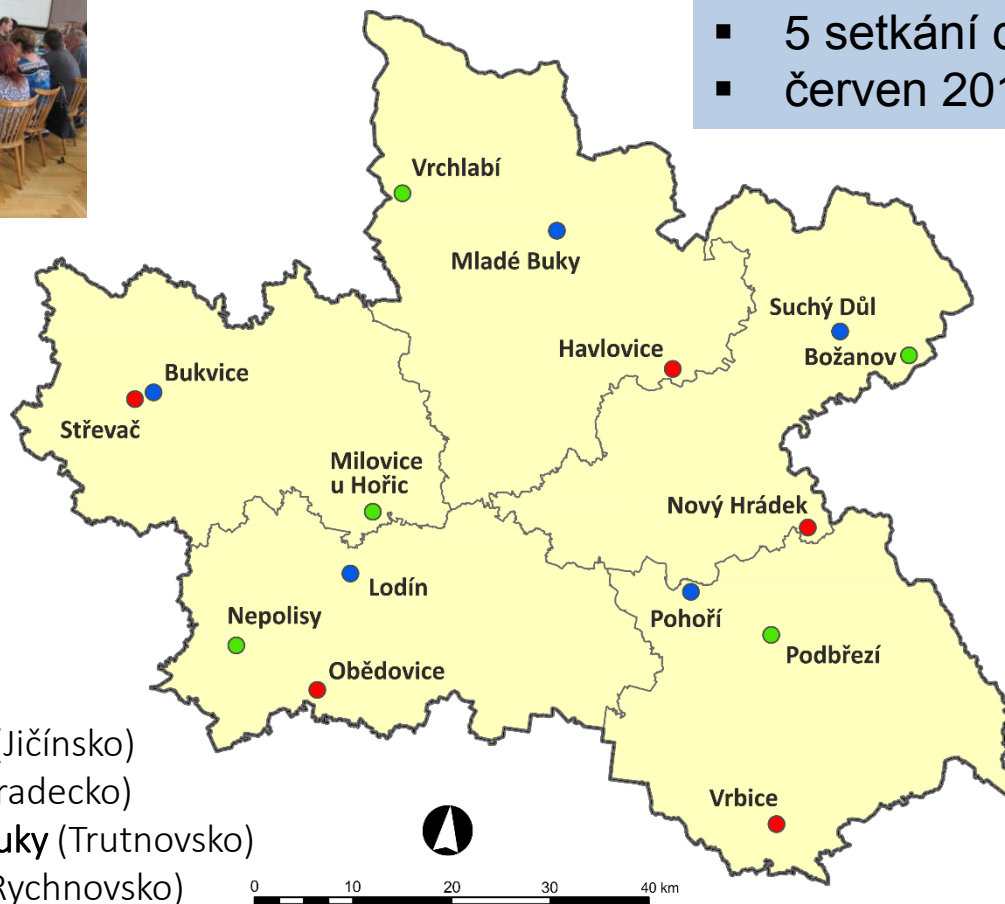 ▪ 5 setkání
▪ červen 201
Vrchlabí
Mladé Buky
Suchý Důl
Božanov
Havlovice
Bukvice
Střevač
Milovice
u Hořic
Nový Hrádek
Lodín
Pohoří
Nepolisy
Podbřezí
Obědovice
(Jičínsko)
radecko)
uky (Trutnovsko)
Rychnovsko)
Vrbice
0 10 20 30 40 km